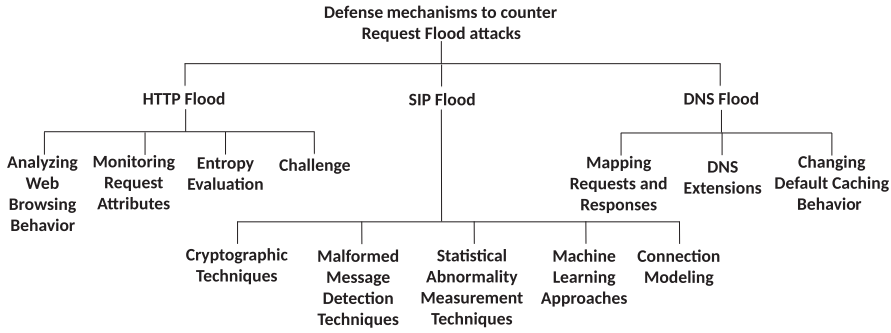 Defense mechanisms to counter
Request Flood attacks
HTTP Flood
SIP Flood
DNS Flood
Analyzing
Web
Browsing
Behavior
Monitoring
Request
Attributes
Entropy
Evaluation
Challenge
Mapping
Requests and
Responses
DNS
Extensions
Changing
Default Caching
Behavior
Cryptographic
Techniques
Malformed
Message
Detection
Techniques
Statistical
Abnormality
Measurement
Techniques
Machine
Learning
Approaches
Connection
Modeling